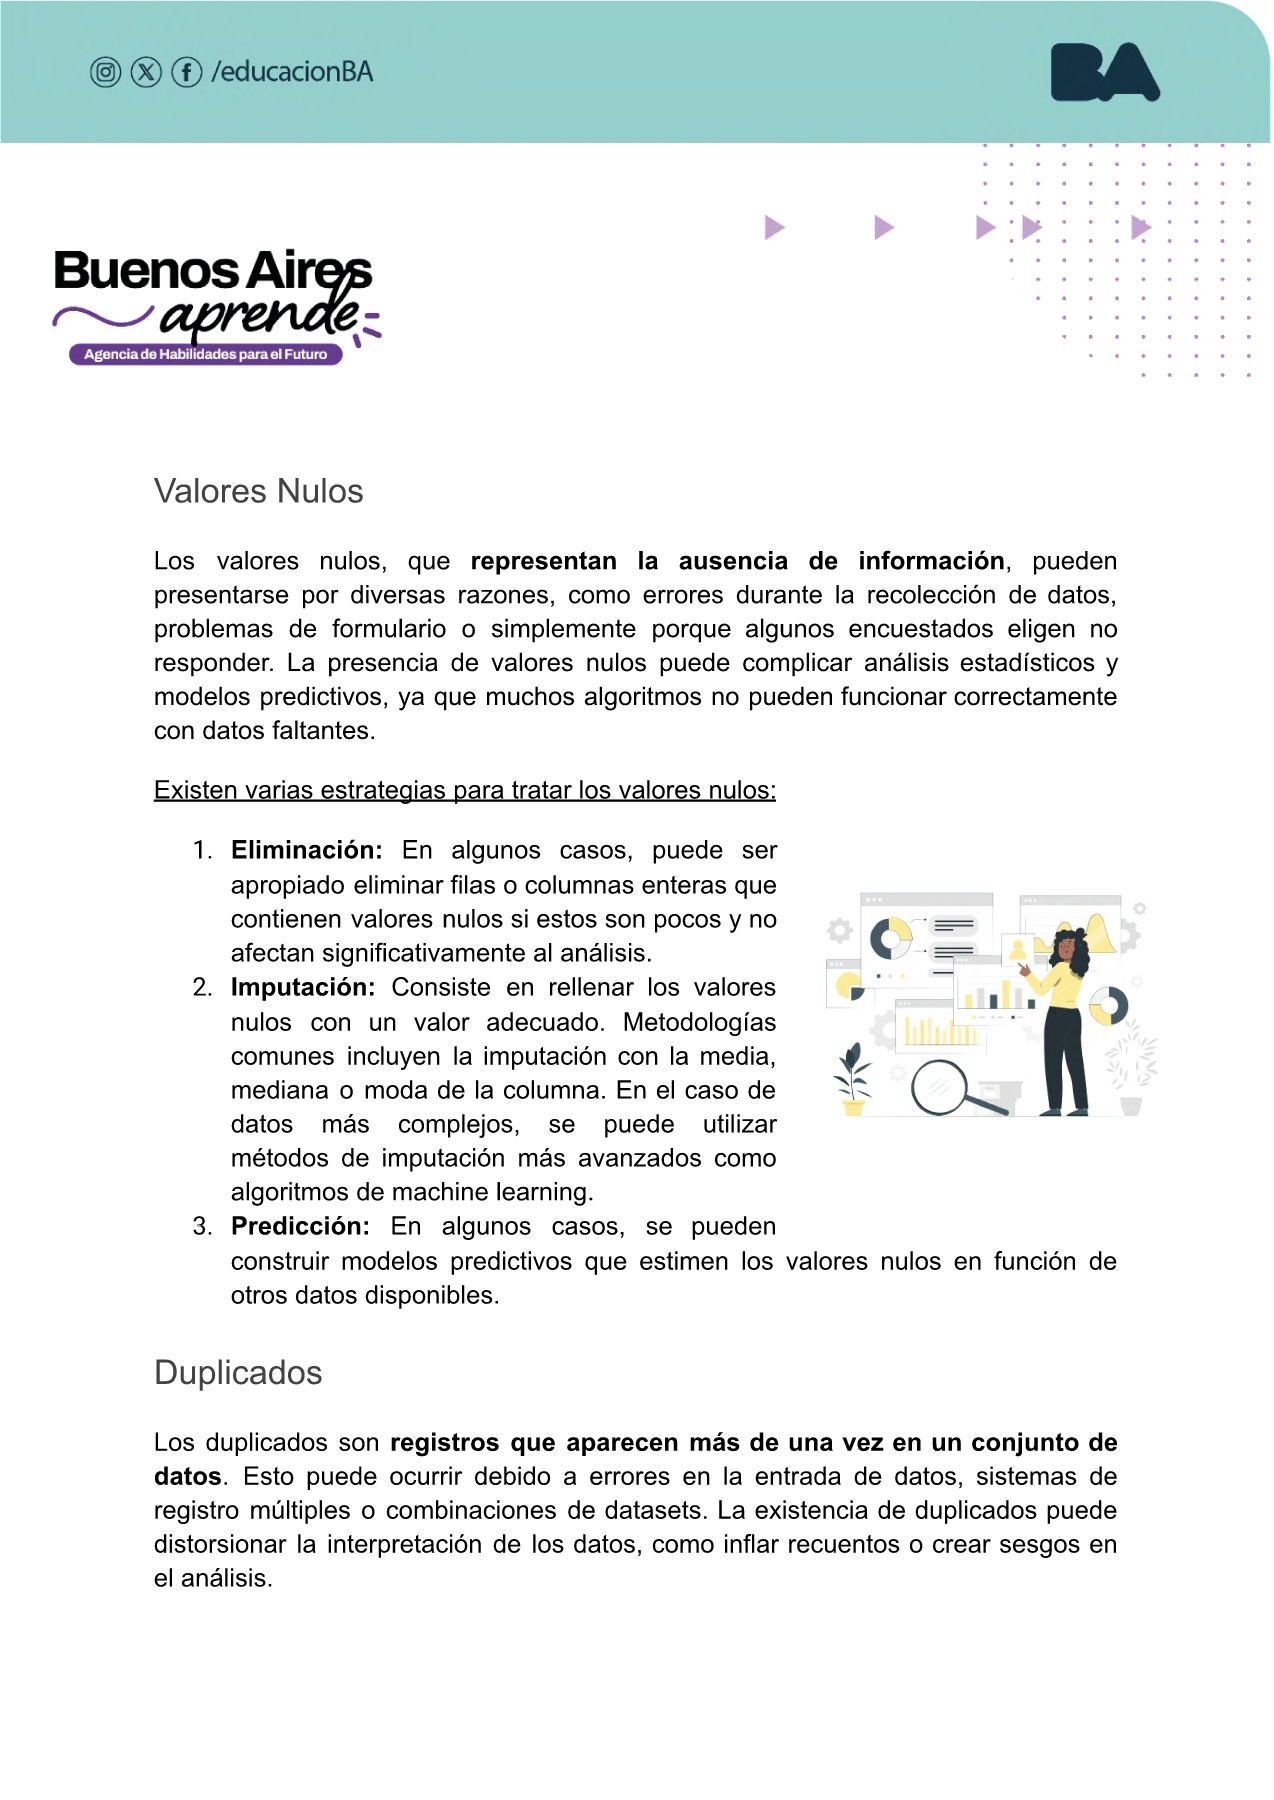 /educacionBA
BA
Buenos Aires
aprende
Agencia de Habilidades para el Futuro
Valores Nulos
Los valores nulos, que representan la ausencia de información, pueden
presentarse por diversas razones, como errores durante la recolección de datos,
problemas de formulario o simplemente porque algunos encuestados eligen no
responder. La presencia de valores nulos puede complicar análisis estadísticos y
modelos predictivos, ya que muchos algoritmos no pueden funcionar correctamente
con datos faltantes.
Existen varias estrategias para tratar los valores nulos:
1. Eliminación: En algunos casos, puede ser
apropiado eliminar filas o columnas enteras que
contienen valores nulos si estos son pocos y no
afectan significativamente al análisis.
2. Imputación: Consiste en rellenar los valores
nulos con un valor adecuado. Metodologías
comunes incluyen la imputación con la media,
mediana o moda de la columna. En el caso de
datos más complejos, se puede utilizar
métodos de imputación más avanzados como
algoritmos de machine learning.
3. Predicción: En algunos casos, se pueden
construir modelos predictivos que estimen los valores nulos en función de
otros datos disponibles.
Duplicados
Los duplicados son registros que aparecen más de una vez en un conjunto de
datos. Esto puede ocurrir debido a errores en la entrada de datos, sistemas de
registro múltiples o combinaciones de datasets. La existencia de duplicados puede
distorsionar la interpretación de los datos, como inflar recuentos o crear sesgos en
el análisis.